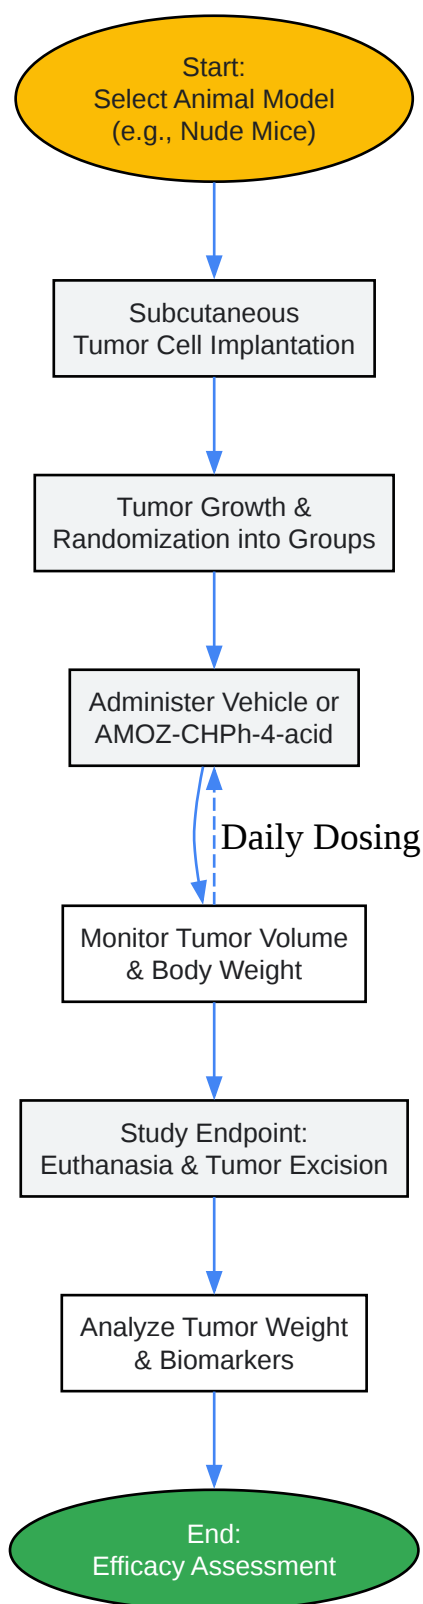 Start:
Select Animal Model
(e.g., Nude Mice)
Subcutaneous
Tumor Cell Implantation
Tumor Growth &
Randomization into Groups
Administer Vehicle or
AMOZ-CHPh-4-acid
Daily Dosing
Monitor Tumor Volume
& Body Weight
Study Endpoint:
Euthanasia & Tumor Excision
Analyze Tumor Weight
& Biomarkers
End:
Efficacy Assessment